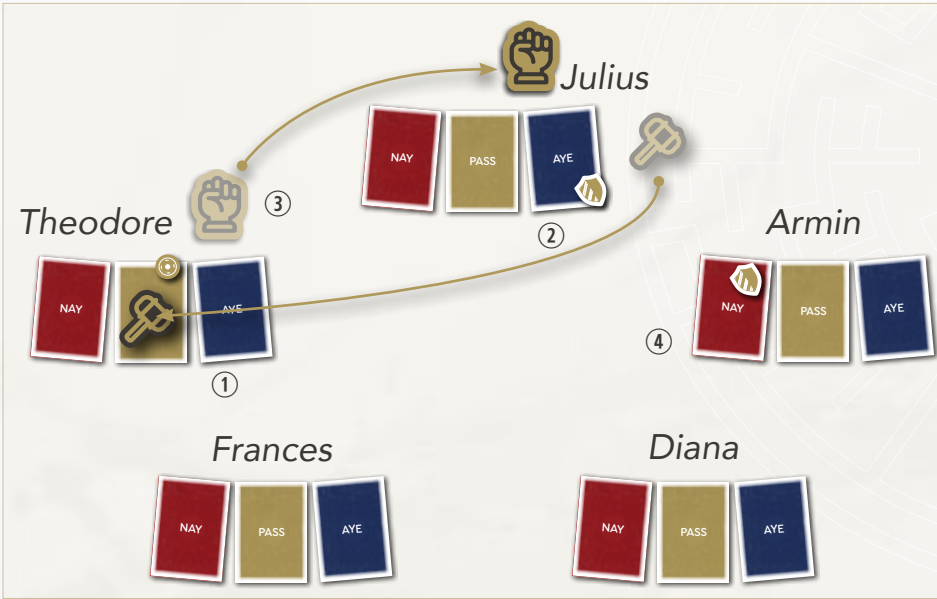 Julius
NAY
PASS
AYE
②
③
Theodore
NAY
AYE
①
Armin
NAY
PASS
AYE
④
Frances
NAY
PASS
AYE
Diana
NAY
PASS
AYE